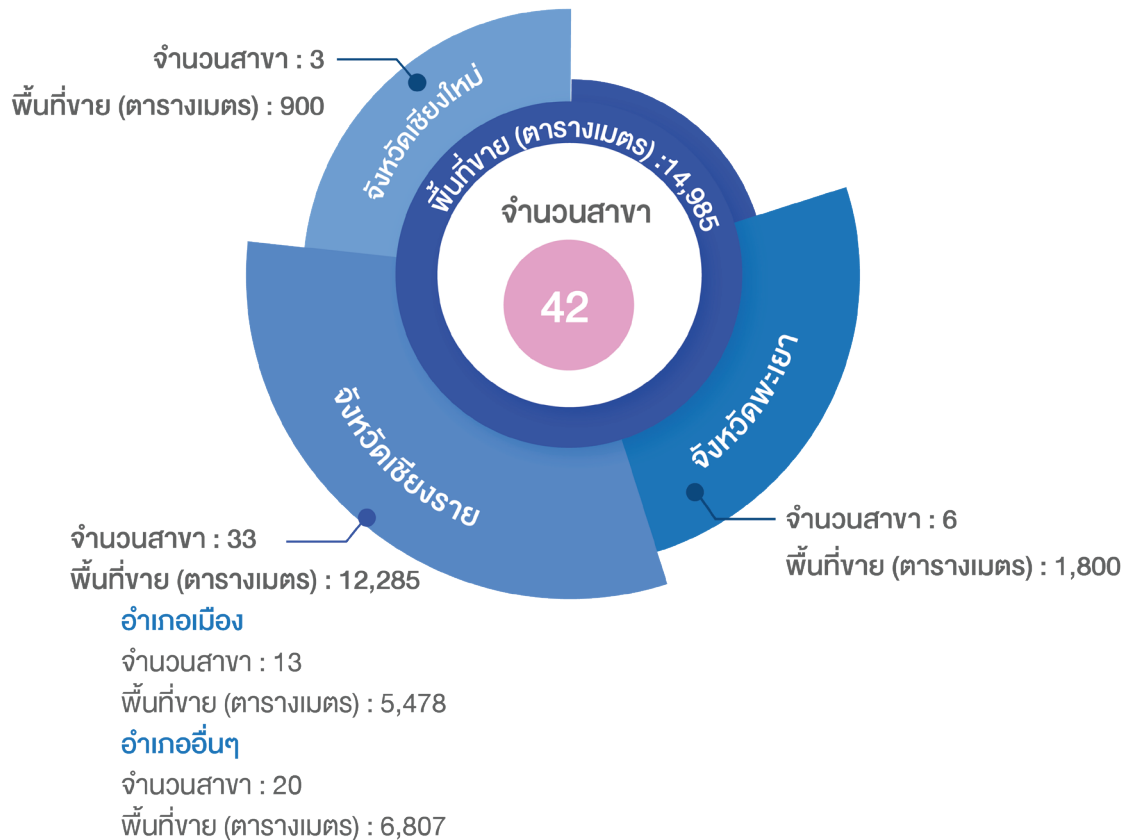 จำนวนสาขา : 3
พื้นที่ขาย (ตารางเมตร) : 900
จังหวัดเชียงใหม่
พื้นที่ขาย (ตารางเมตร) :14,985
จำนวนสาขา
42
จังหวัดพะเยา
จำนวนสาขา : 6
พื้นที่ขาย (ตารางเมตร) : 1,800
จังหวัดเชียงราย
จำนวนสาขา : 33
พื้นที่ขาย (ตารางเมตร) : 12,285
อำเภอเมือง
จำนวนสาขา : 13
พื้นที่ขาย (ตารางเมตร) : 5,478
อำเภออื่นๆ
จำนวนสาขา : 20
พื้นที่ขาย (ตารางเมตร) : 6,807